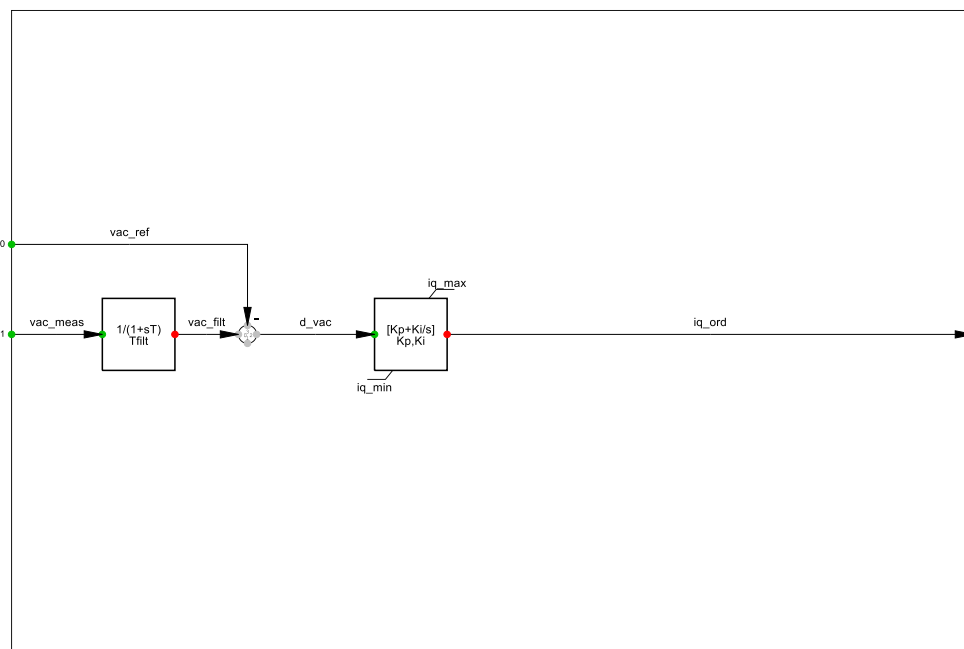 vac_ref
0
iq_max
vac_meas
1/(1+sT)
Tfilt
vac_filt
-
d_vac
[Kp+Ki/s]
Kp,Ki
iq_ord
1
iq_min